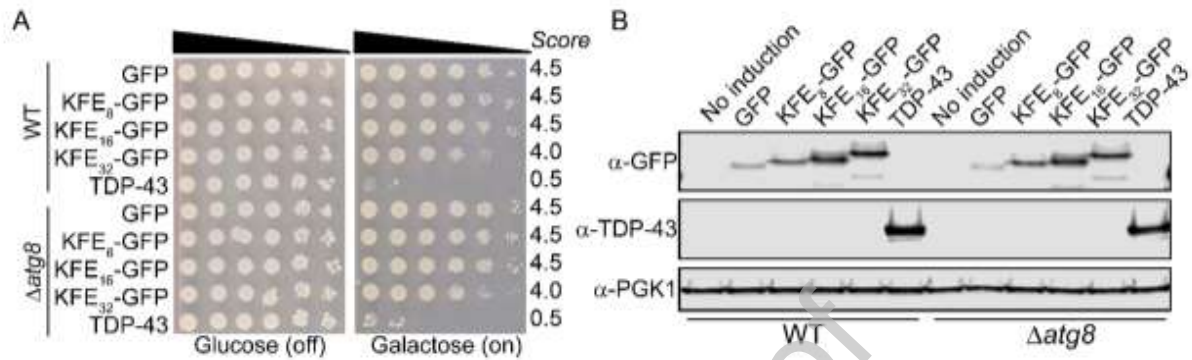 A
Score
WT
GFP 4.5
KFE8-GFP 4.5
KFE16-GFP 4.5
KFE32-GFP 4.0
TDP-43 0.5
Δatg8
GFP 4.5
KFE8-GFP 4.5
KFE16-GFP 4.5
KFE32-GFP 4.0
TDP-43 0.5
Glucose (off) Galactose (on)
B
No induction GFP KFE8-GFP KFE16-GFP KFE32-GFP TDP-43 No induction GFP KFE8-GFP KFE16-GFP KFE32-GFP TDP-43
α-GFP
α-TDP-43
α-PGK1
WT Δatg8